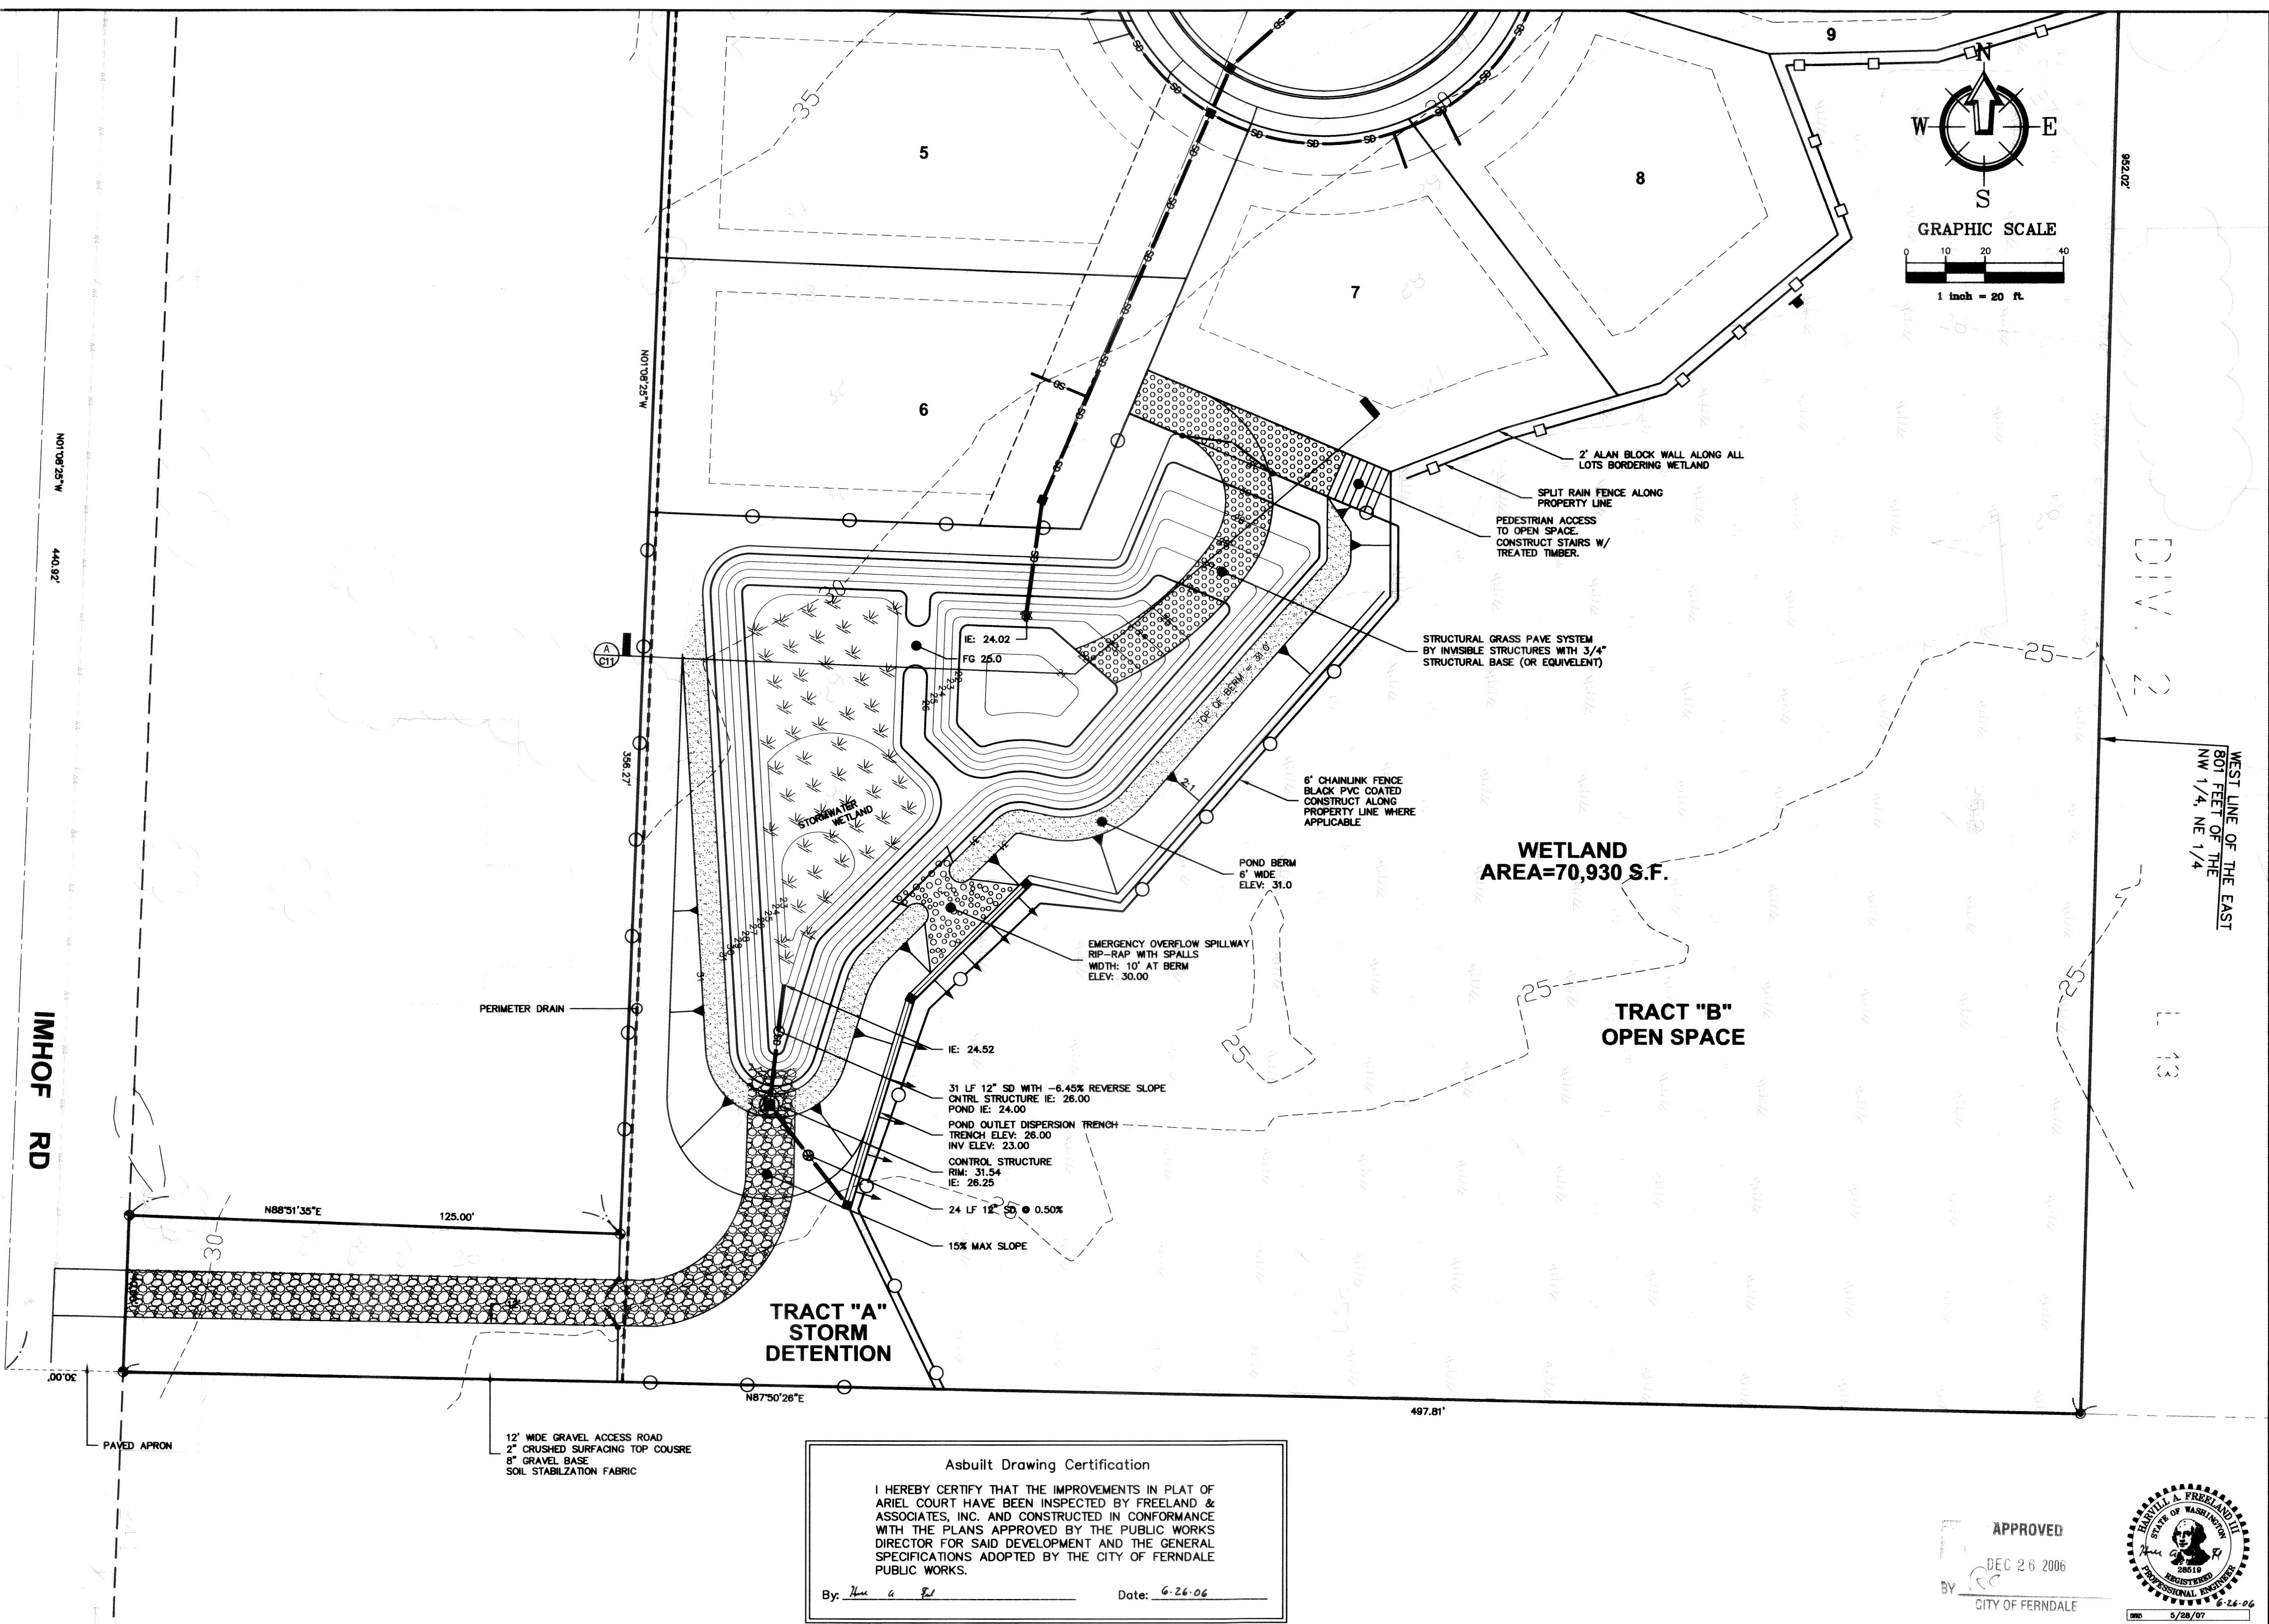 9
N
W
E
S
GRAPHIC SCALE
0 10 20 40
1 inch = 20 ft.
952.02'
5
35
8
7
6
N01°08'25"W
N01°08'25"W
440.92'
356.27'
2' ALAN BLOCK WALL ALONG ALL
LOTS BORDERING WETLAND
SPLIT RAIN FENCE ALONG
PROPERTY LINE
PEDESTRIAN ACCESS
TO OPEN SPACE.
CONSTRUCT STAIRS W/
TREATED TIMBER.
DIV. 2
STRUCTURAL GRASS PAVE SYSTEM
BY INVISIBLE STRUCTURES WITH 3/4"
STRUCTURAL BASE (OR EQUIVELENT)
25
30
A
C11
IE: 24.02
FG 25.0
TOP OF BERM = 31.0'
2:1
6' CHAINLINK FENCE
BLACK PVC COATED
CONSTRUCT ALONG
PROPERTY LINE WHERE
APPLICABLE
WEST LINE OF THE EAST
801 FEET OF THE
NW 1/4, NE 1/4
STORMWATER
WETLAND
WETLAND
AREA=70,930 S.F.
POND BERM
6' WIDE
ELEV: 31.0
EMERGENCY OVERFLOW SPILLWAY
RIP-RAP WITH SPALLS
WIDTH: 10' AT BERM
ELEV: 30.00
25
25
25
TRACT "B"
OPEN SPACE
PERIMETER DRAIN
IMHOF RD
IE: 24.52
31 LF 12" SD WITH -6.45% REVERSE SLOPE
CNTRL STRUCTURE IE: 26.00
POND IE: 24.00
POND OUTLET DISPERSION TRENCH
TRENCH ELEV: 26.00
INV ELEV: 23.00
CONTROL STRUCTURE
RIM: 31.54
IE: 26.25
24 LF 12" SD @ 0.50%
15% MAX SLOPE
25
N88°51'35"E 125.00'
30
12'
TRACT "A"
STORM
DETENTION
30.00'
N87°50'26"E
497.81'
PAVED APRON
12' WIDE GRAVEL ACCESS ROAD
2" CRUSHED SURFACING TOP COUSRE
8" GRAVEL BASE
SOIL STABILZATION FABRIC
Asbuilt Drawing Certification
I HEREBY CERTIFY THAT THE IMPROVEMENTS IN PLAT OF
ARIEL COURT HAVE BEEN INSPECTED BY FREELAND &
ASSOCIATES, INC. AND CONSTRUCTED IN CONFORMANCE
WITH THE PLANS APPROVED BY THE PUBLIC WORKS
DIRECTOR FOR SAID DEVELOPMENT AND THE GENERAL
SPECIFICATIONS ADOPTED BY THE CITY OF FERNDALE
PUBLIC WORKS.
By: Date: 6-26-06
APPROVED
DEC 26 2006
BY
CITY OF FERNDALE
HARVILL A. FREELAND III
STATE OF WASHINGTON
28519
REGISTERED
PROFESSIONAL ENGINEER
6-26-06
5/28/07